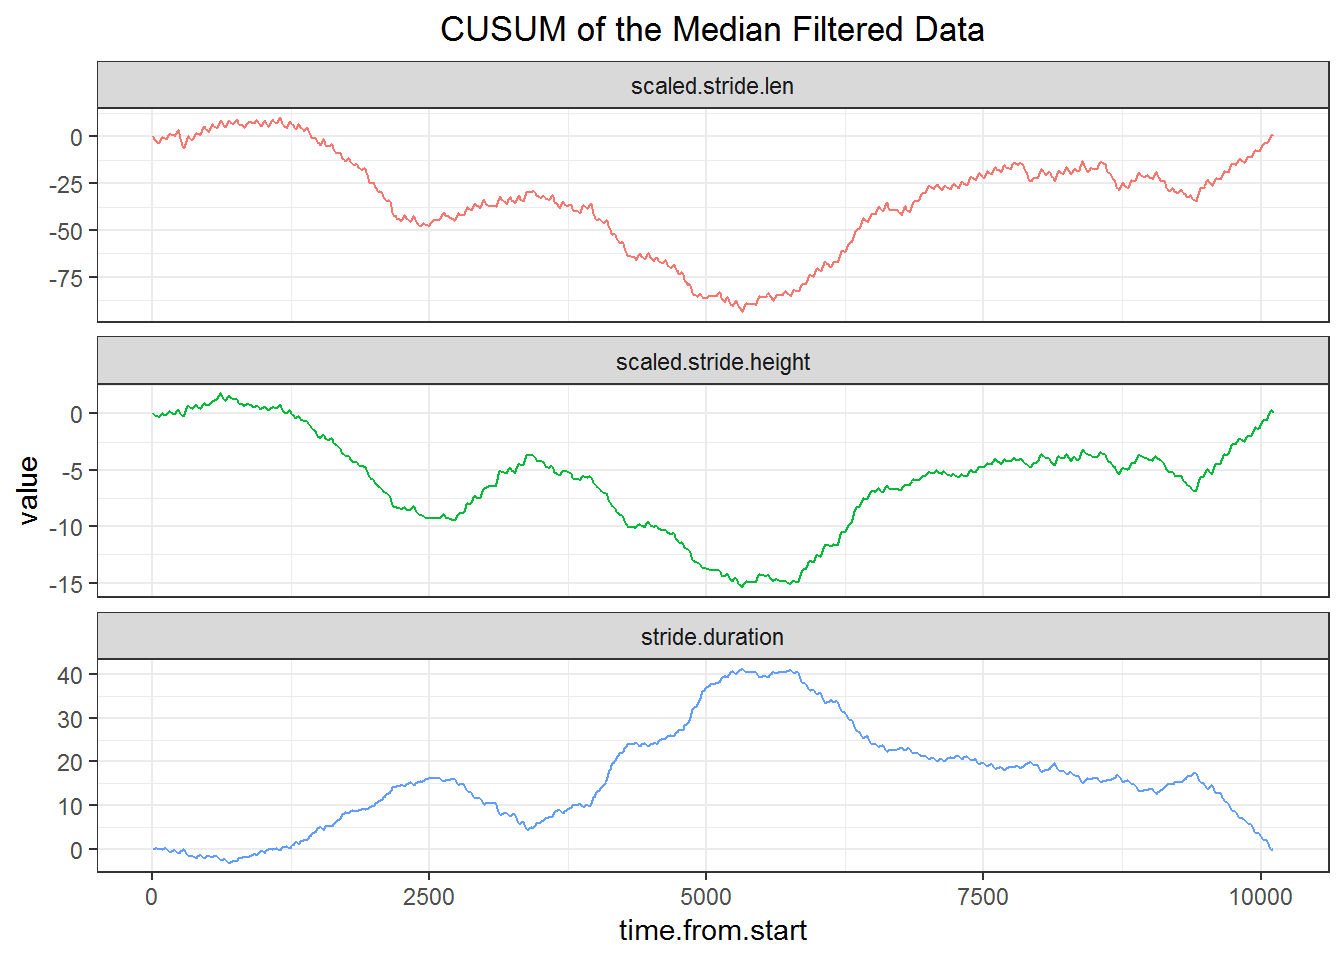 CUSUM of the Median Filtered Data
scaled.stride.len
0
-25
-50
-75
scaled.stride.height
0
-5
-10
-15
value
stride.duration
40
30
20
10
0
0 2500 5000 7500 10000
time.from.start